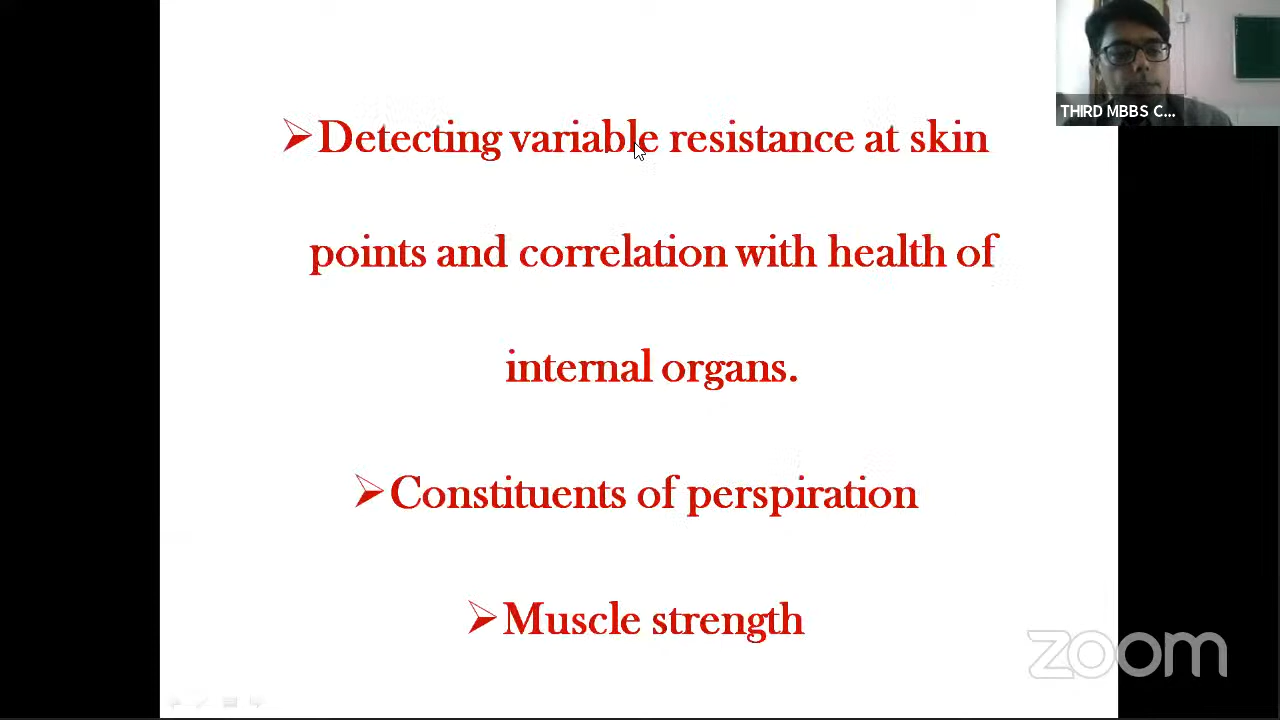 ➢Detecting variable resistance at skin
points and correlation with health of
internal organs.
➢Constituents of perspiration
➢Muscle strength
THIRD MBBS C...
zoom